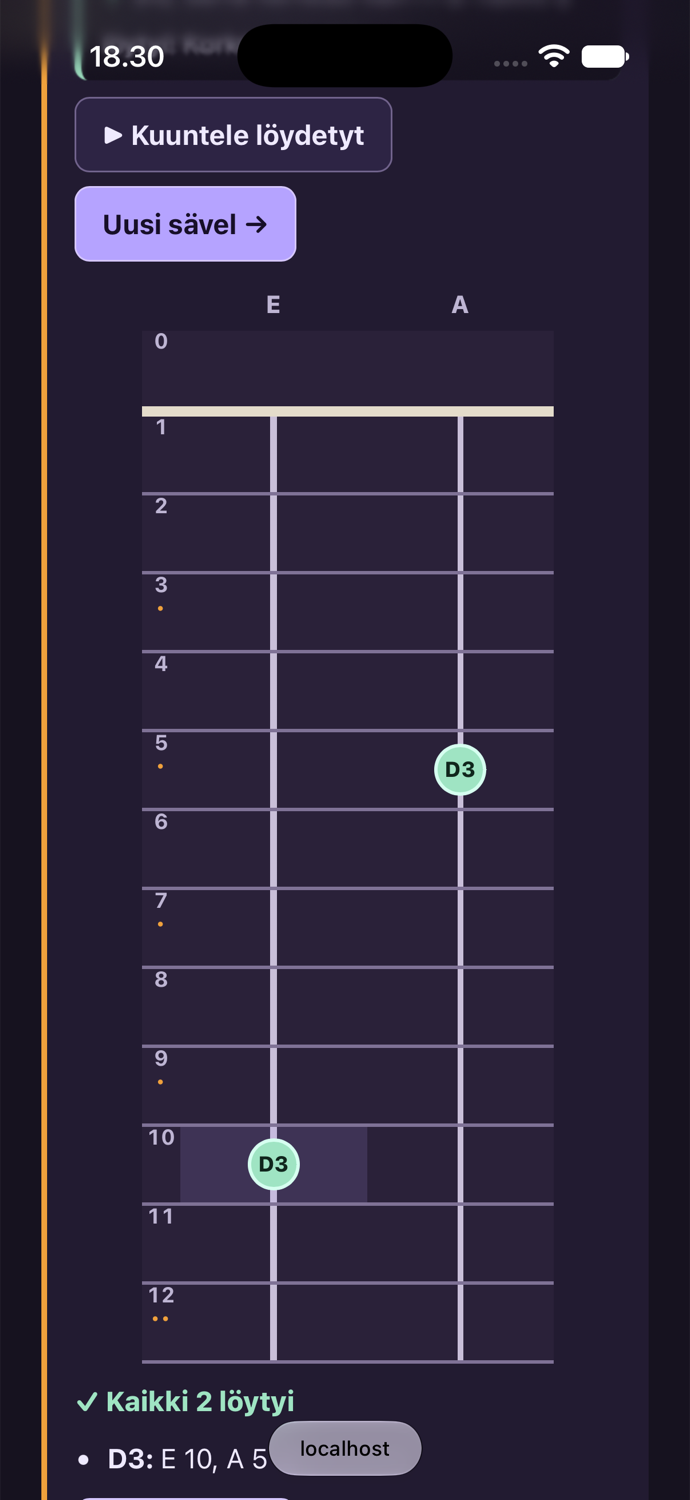 18.30
▶ Kuuntele löydetyt
Uusi sävel →
E A
0
1
2
3
4
5
D3
6
7
8
9
10
D3
11
12
✓ Kaikki 2 löytyi
• D3: E 10, A 5
localhost